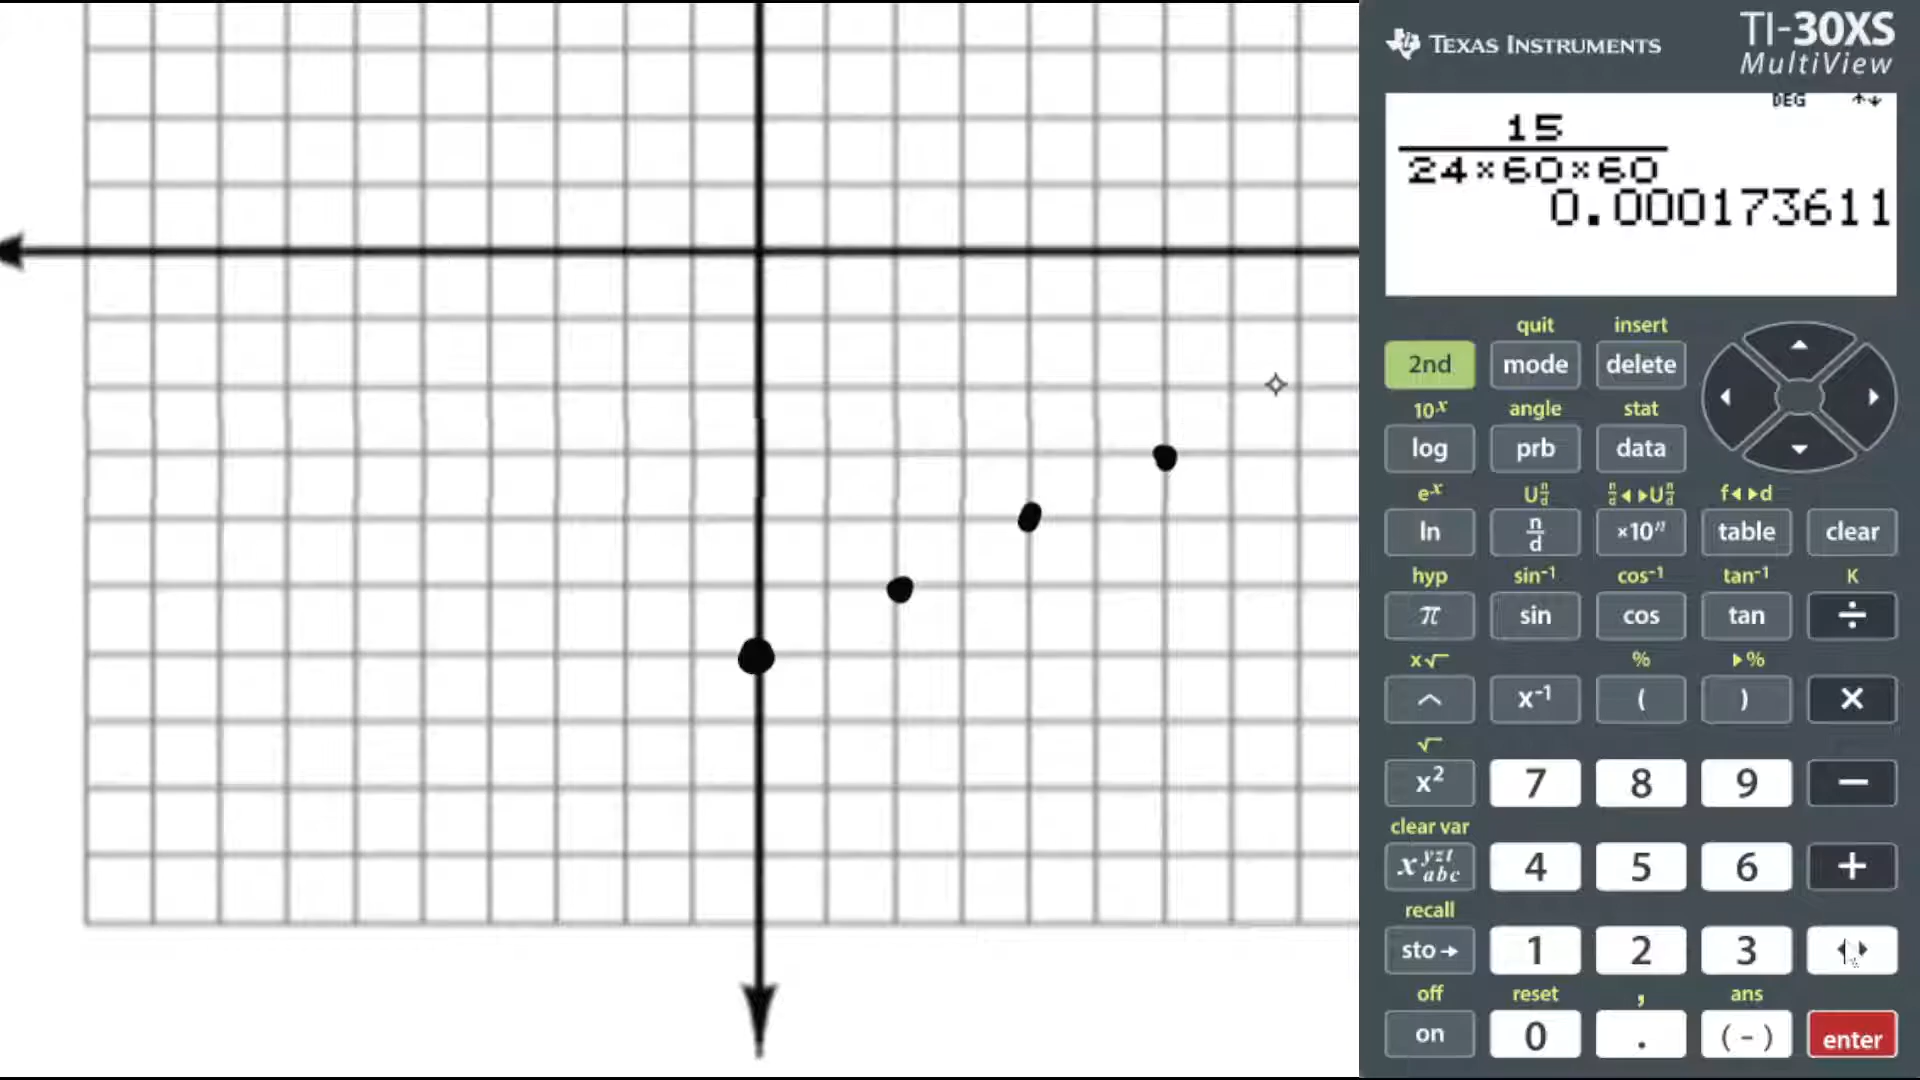 TEXAS INSTRUMENTS
TI-30XS
MultiView
DEG
15
24×60×60
0.000173611
quit insert
2nd mode delete
10ˣ angle stat
log prb data
eˣ U n/d n/d ◄►U n/d f◄►d
ln n/d ×10ⁿ table clear
hyp sin⁻¹ cos⁻¹ tan⁻¹ K
π sin cos tan ÷
x√ % ►%
^ x⁻¹ ( ) ×
√
x² 7 8 9 −
clear var
x yzt abc 4 5 6 +
recall
sto→ 1 2 3 ◄►
off reset , ans
on 0 . (-) enter